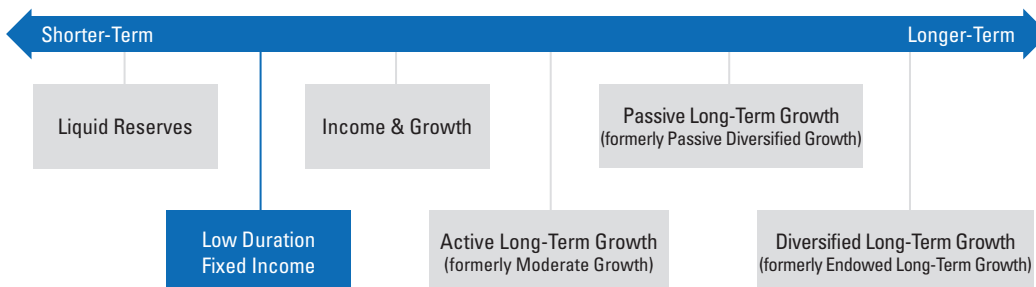 Shorter-Term
Longer-Term
Liquid Reserves
Income & Growth
Passive Long-Term Growth
(formerly Passive Diversified Growth)
Low Duration
Fixed Income
Active Long-Term Growth
(formerly Moderate Growth)
Diversified Long-Term Growth
(formerly Endowed Long-Term Growth)